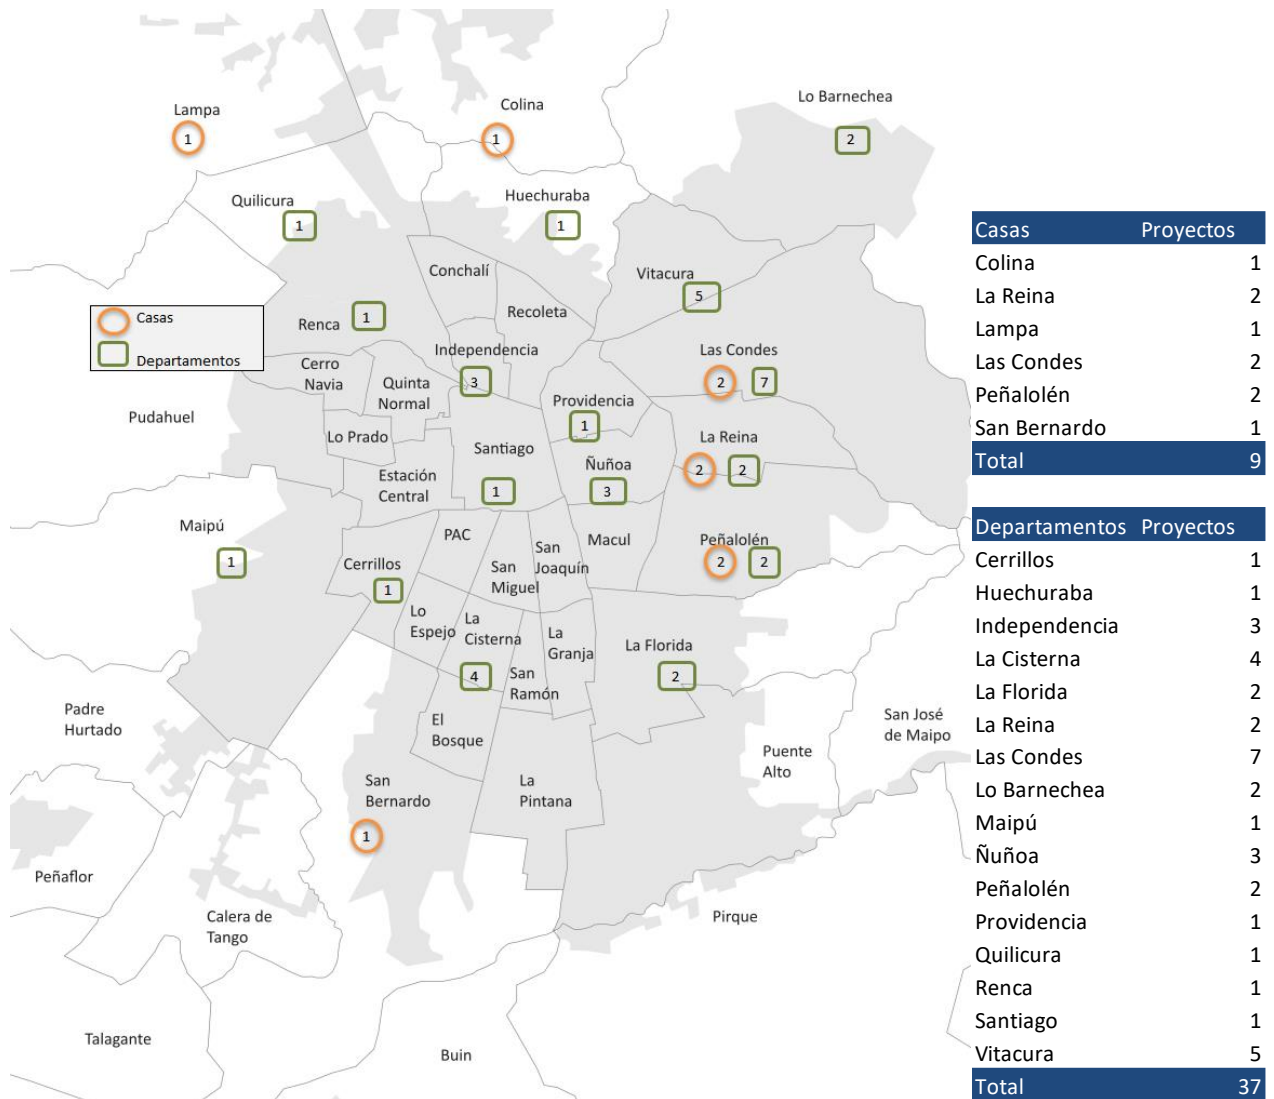 Lo Barnechea
2
Colina
1
Lampa
1
Quilicura
1
Huechuraba
1
Conchalí
Vitacura
5
Recoleta
Casas
Departamentos
Renca
1
Independencia
3
Las Condes
2
7
Cerro
Navia
Quinta
Normal
Providencia
1
Pudahuel
Lo Prado
Santiago
1
La Reina
2
2
Estación
Central
Ñuñoa
3
Maipú
1
PAC
San
Joaquín
Macul
Peñalolén
2
2
Cerrillos
1
San
Miguel
Lo
Espejo
La
Cisterna
4
La
Granja
La Florida
2
San
Ramón
Padre
Hurtado
El
Bosque
San José
de Maipo
Puente
Alto
San
Bernardo
1
La
Pintana
Peñaflor
Calera de
Tango
Pirque
Talagante
Buin
Casas Proyectos
Colina 1
La Reina 2
Lampa 1
Las Condes 2
Peñalolén 2
San Bernardo 1
Total 9
Departamentos Proyectos
Cerrillos 1
Huechuraba 1
Independencia 3
La Cisterna 4
La Florida 2
La Reina 2
Las Condes 7
Lo Barnechea 2
Maipú 1
Ñuñoa 3
Peñalolén 2
Providencia 1
Quilicura 1
Renca 1
Santiago 1
Vitacura 5
Total 37